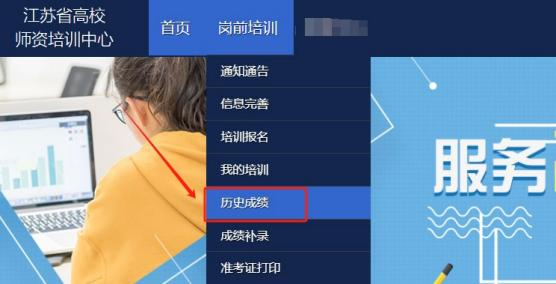 江苏省高校
师资培训中心
首页
岗前培训
通知通告
信息完善
培训报名
我的培训
历史成绩
成绩补录
准考证打印
服务